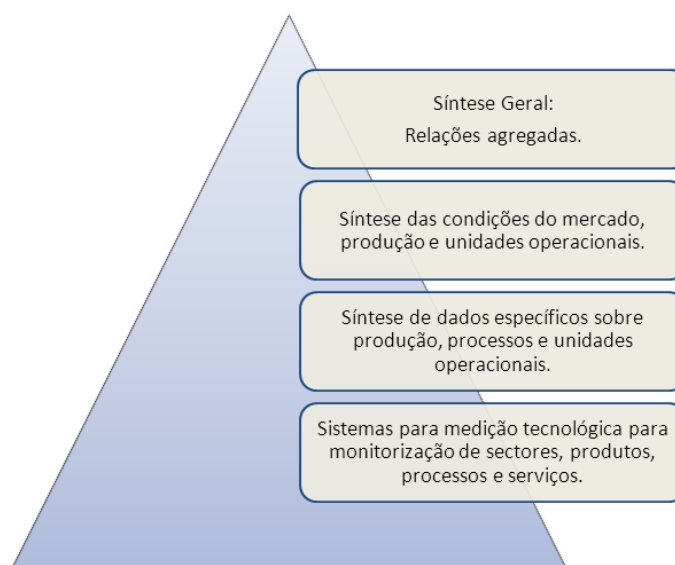 Síntese Geral:
Relações agregadas.
Síntese das condições do mercado,
produção e unidades operacionais.
Síntese de dados específicos sobre
produção, processos e unidades
operacionais.
Sistemas para medição tecnológica para
monitorização de sectores, produtos,
processos e serviços.